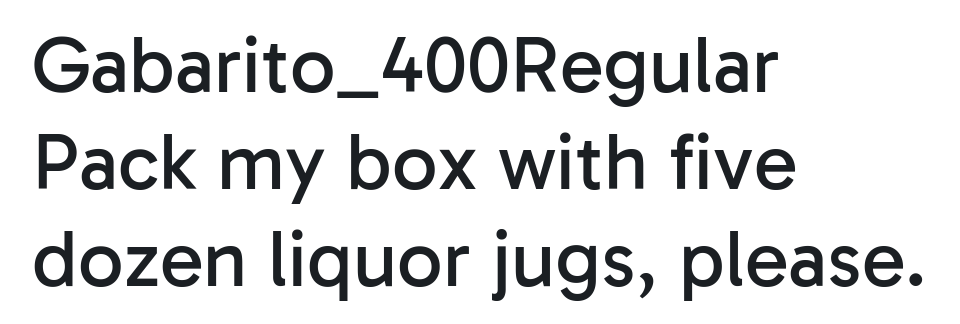 Gabarito_400Regular
Pack my box with five
dozen liquor jugs, please.